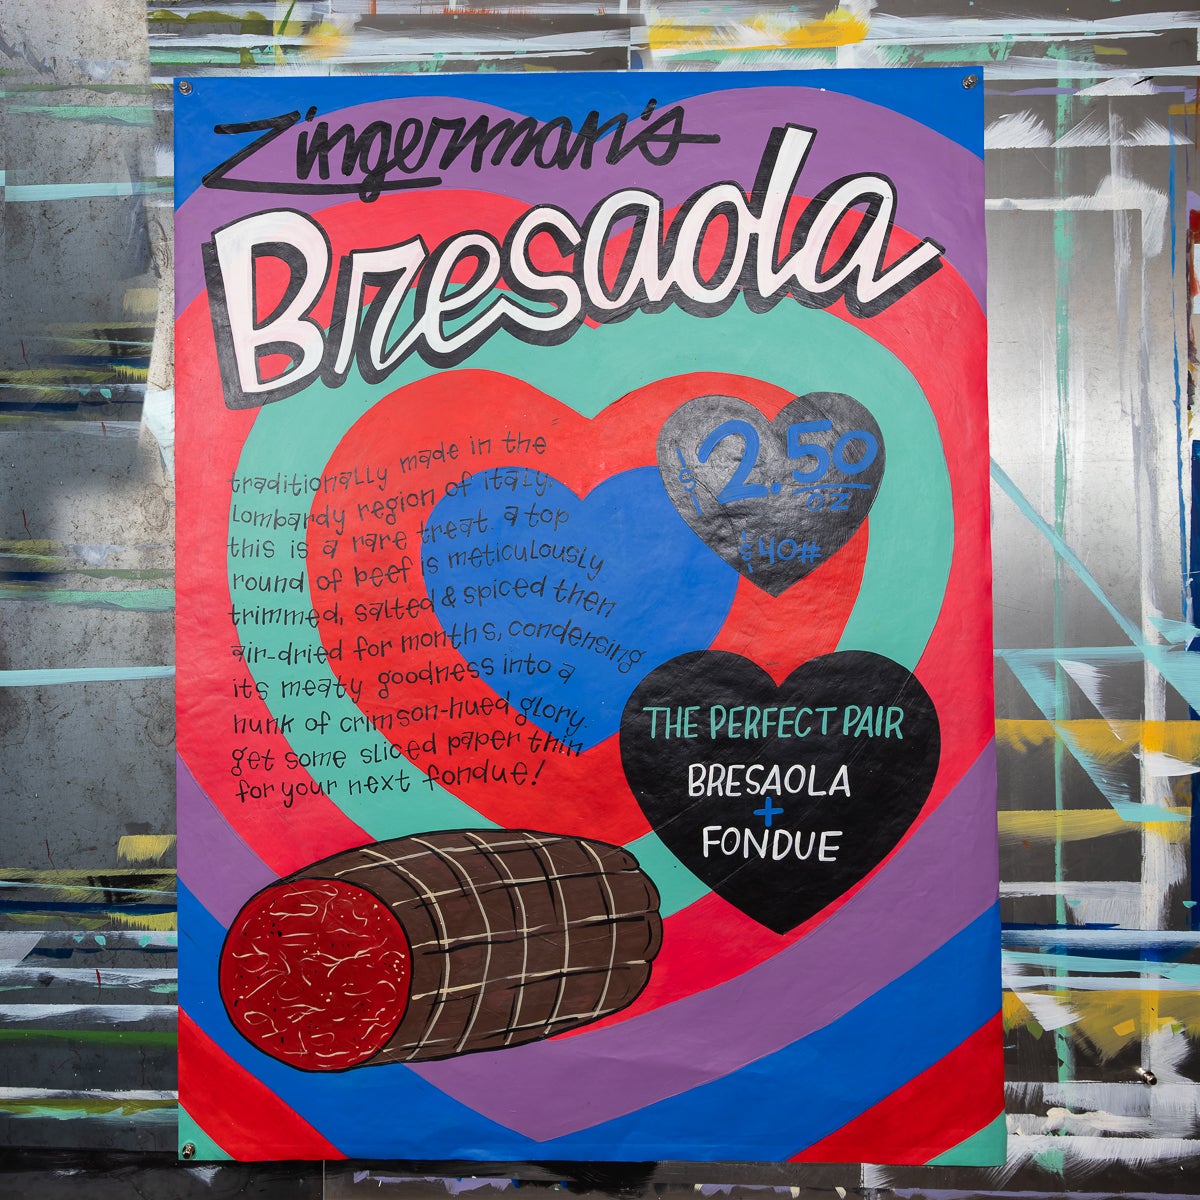 Zingerman's
Bresaola
traditionally made in the
Lombardy region of italy.
this is a rare treat. a top
round of beef is meticulously
trimmed, salted & spiced then
air-dried for months, condensing
its meaty goodness into a
hunk of crimson-hued glory.
get some sliced paper thin
for your next fondue!
$2.50
oz
$40#
THE PERFECT PAIR
BRESAOLA
+
FONDUE